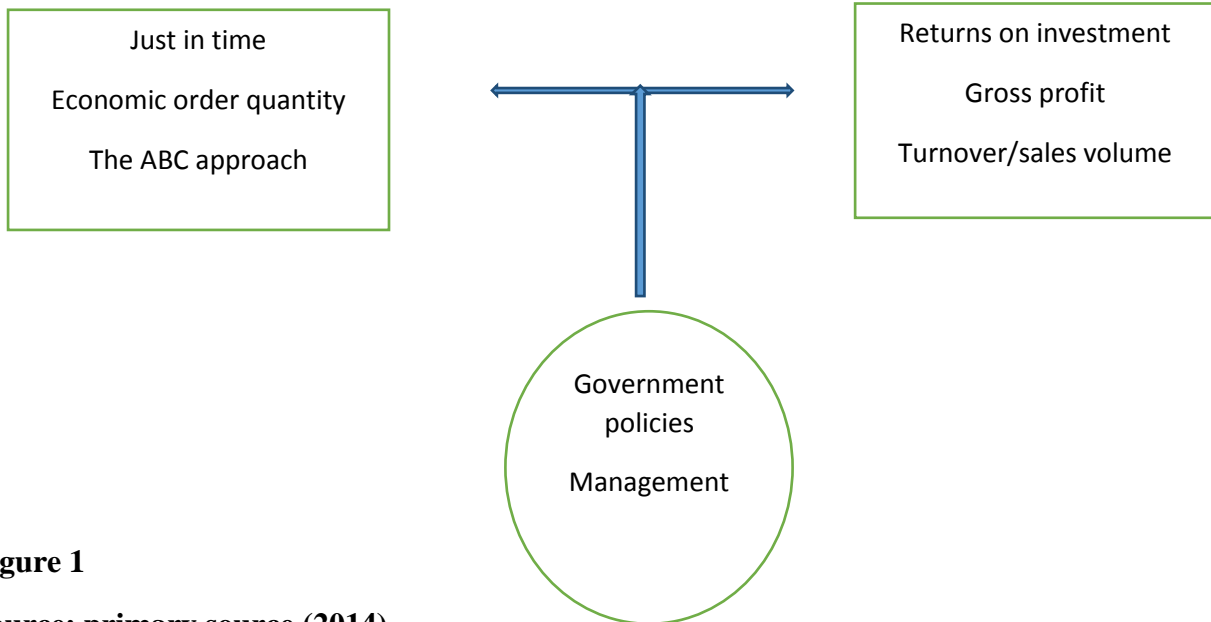 Just in time
Economic order quantity
The ABC approach
Returns on investment
Gross profit
Turnover/sales volume
Government
policies
Management
gure 1
ource: primary source (2014)